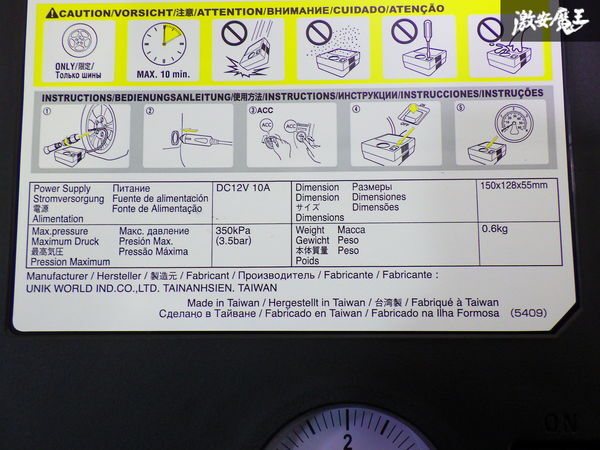 激安魔王
CAUTION/VORSICHT/注意/ATTENTION/ВНИМАНИЕ/CUIDADO/ATENÇÃO
ONLY/限定/
Только шины
MAX. 10 min.
INSTRUCTIONS/BEDIENUNGSANLEITUNG/使用方法/INSTRUCTIONS/ИНСТРУКЦИИ/INSTRUCCIONES/INSTRUÇÕES
① ② ③ACC ④ ⑤
ACC ACC
Power Supply Питание DC12V 10A Dimension Размеры 150x128x55mm
Stromversorgung Fuente de alimentación Dimension Dimensiones
電源 Fonte de Alimentação サイズ Dimensões
Alimentation Dimensions
Max.pressure Макс. давление 350kPa Weight Масса 0.6kg
Maximum Druck Presión Max. (3.5bar) Gewicht Peso
最高気圧 Pressão Máxima 本体質量 Peso
Pression Maximum Poids
Manufacturer / Hersteller / 製造元 / Fabricant / Производитель / Fabricante / Fabricante :
UNIK WORLD IND.CO.,LTD. TAINANHSIEN. TAIWAN
Made in Taiwan / Hergestellt in Taiwan / 台湾製 / Fabriqué à Taiwan
Сделано в Тайване / Fabricado en Taiwan / Fabricado na Ilha Formosa (5409)
2
ON